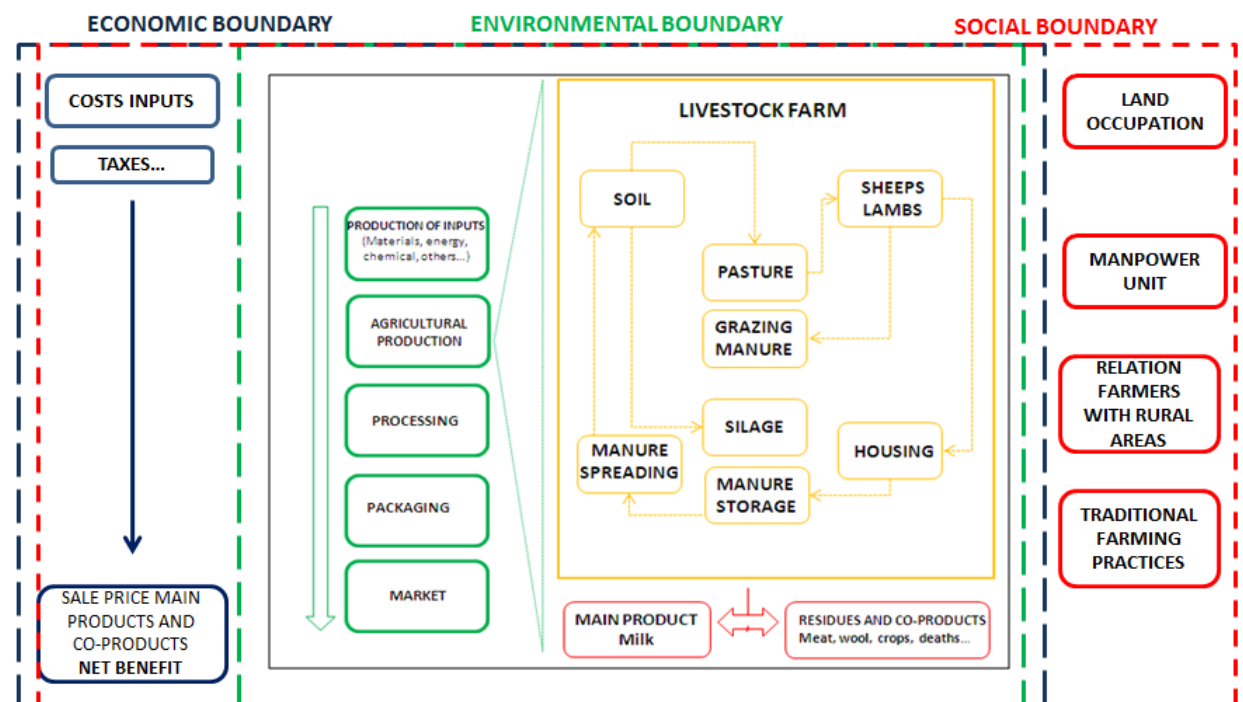 ECONOMIC BOUNDARY
ENVIRONMENTAL BOUNDARY
SOCIAL BOUNDARY
COSTS INPUTS
TAXES...
SALE PRICE MAIN
PRODUCTS AND
CO-PRODUCTS
NET BENEFIT
PRODUCTION OF INPUTS
(Materials, energy,
chemical, others...)
AGRICULTURAL
PRODUCTION
PROCESSING
PACKAGING
MARKET
LIVESTOCK FARM
SOIL
SHEEPS
LAMBS
PASTURE
GRAZING
MANURE
SILAGE
MANURE
SPREADING
HOUSING
MANURE
STORAGE
MAIN PRODUCT
Milk
RESIDUES AND CO-PRODUCTS
Meat, wool, crops, deaths...
LAND
OCCUPATION
MANPOWER
UNIT
RELATION
FARMERS
WITH RURAL
AREAS
TRADITIONAL
FARMING
PRACTICES